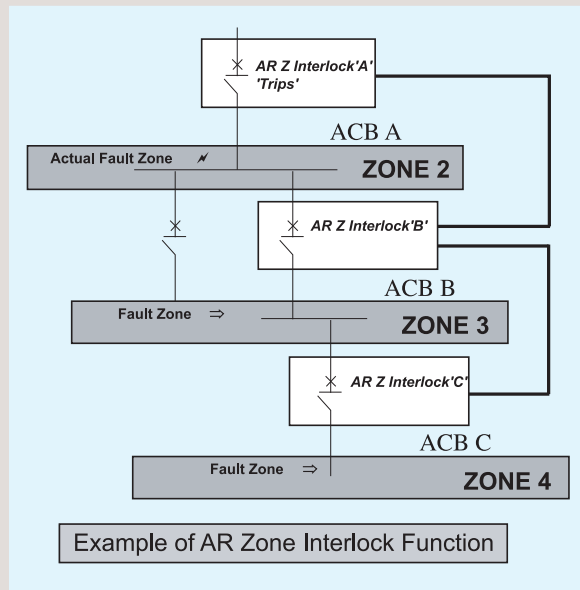 AR Z Interlock'A'
'Trips'
ACB A
Actual Fault Zone
ZONE 2
AR Z Interlock'B'
ACB B
Fault Zone ⇒
ZONE 3
AR Z Interlock'C'
ACB C
Fault Zone ⇒
ZONE 4
Example of AR Zone Interlock Function